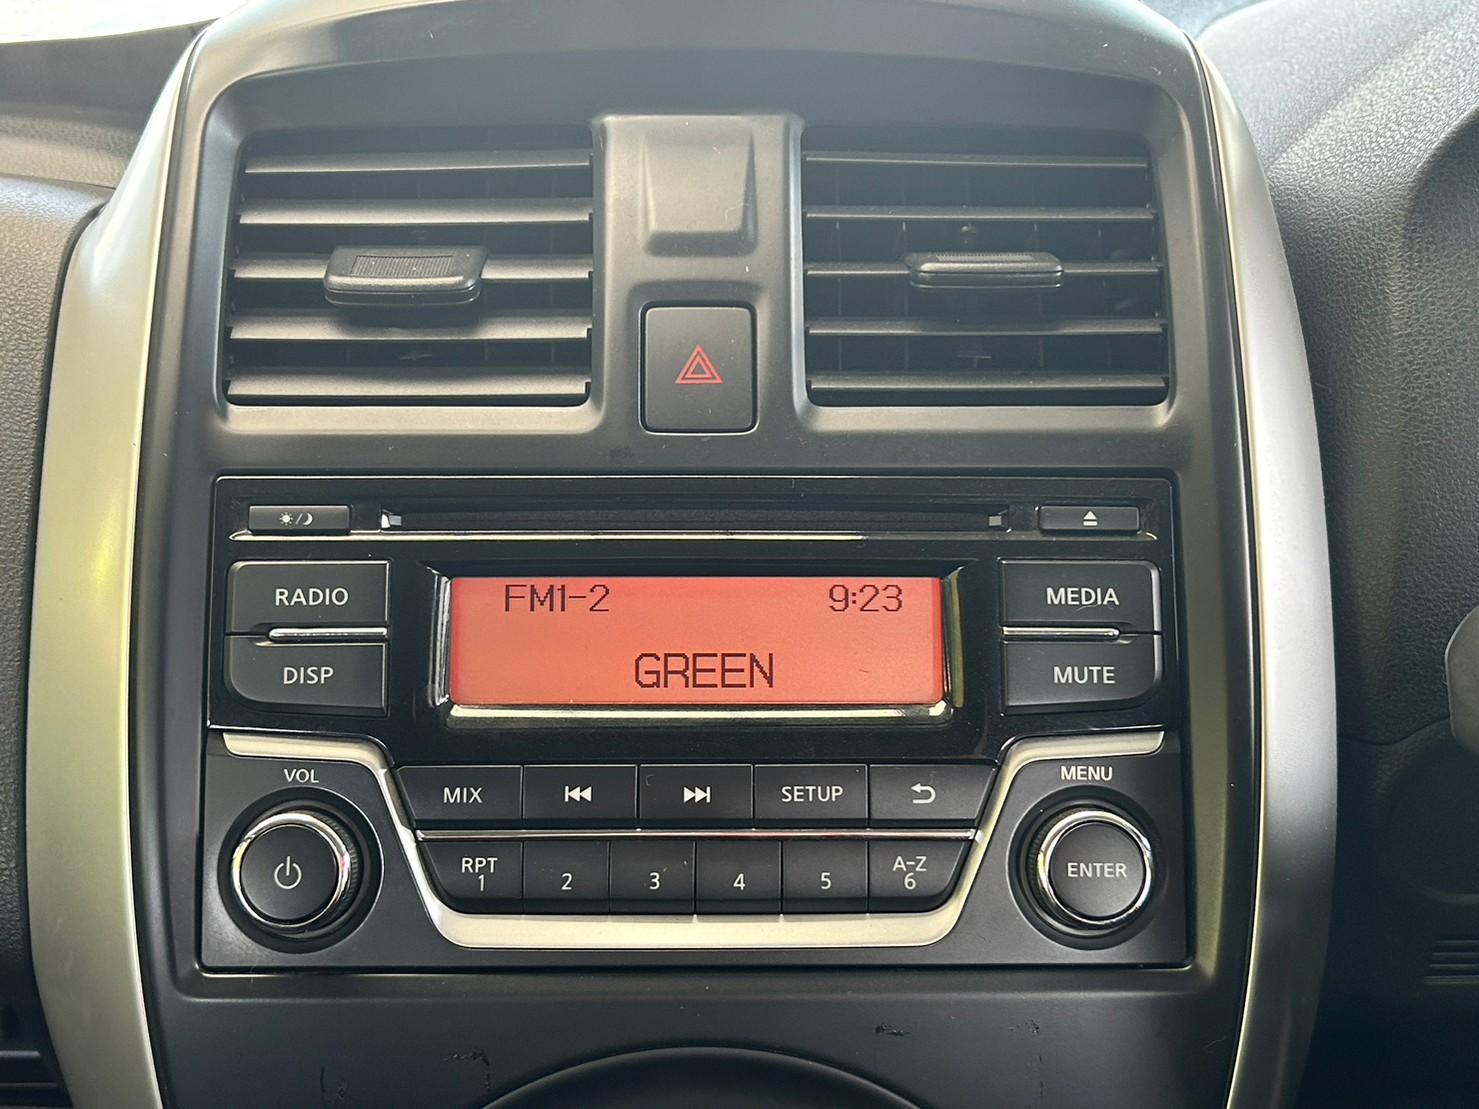 RADIO
DISP
FM1-2 9:23
GREEN
MEDIA
MUTE
VOL
MIX
SETUP
MENU
RPT
1
2
3
4
5
A-Z
6
ENTER